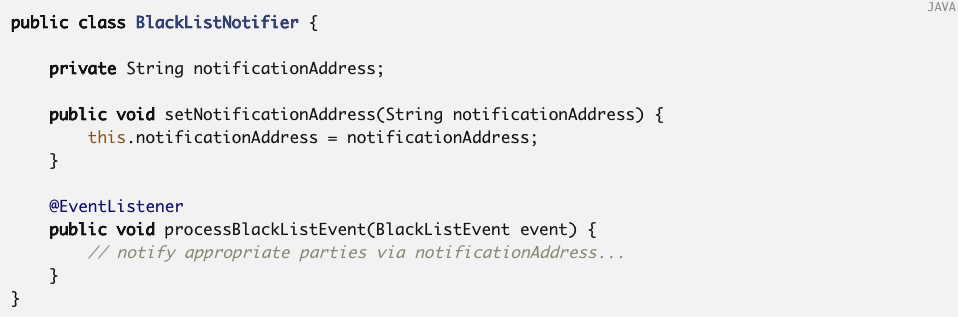 JAVA
public class BlackListNotifier {
    private String notificationAddress;
    public void setNotificationAddress(String notificationAddress) {
        this.notificationAddress = notificationAddress;
    }
    @EventListener
    public void processBlackListEvent(BlackListEvent event) {
        // notify appropriate parties via notificationAddress...
    }
}